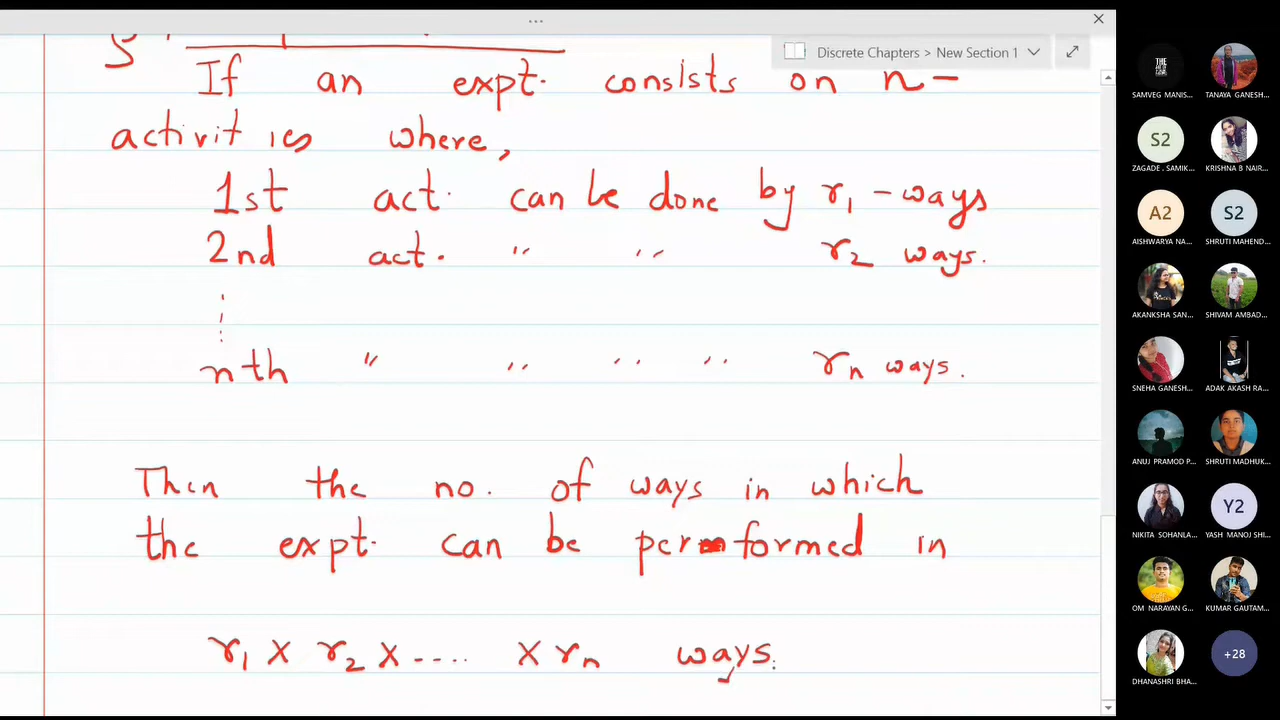 Discrete Chapters > New Section 1
If an expt. consists on n-
activities where,
1st act. can be done by r₁ - ways
2nd act. " " r₂ ways.
⋮
nth " " " " rₙ ways.
Then the no. of ways in which
the expt. can be performed in
r₁ × r₂ × .... × rₙ ways.
THE
SAMVEG MANIS...
TANAYA GANESH...
S2
ZAGADE . SAMIK...
KRISHNA B NAIR...
A2
AISHWARYA NA...
S2
SHRUTI MAHEND...
AKANKSHA SAN...
SHIVAM AMBAD...
SNEHA GANESH...
ADAK AKASH RA...
ANUJ PRAMOD P...
SHRUTI MADHUK...
NIKITA SOHANLA...
Y2
YASH MANOJ SHI...
OM NARAYAN G...
KUMAR GAUTAM...
DHANASHRI BHA...
+28